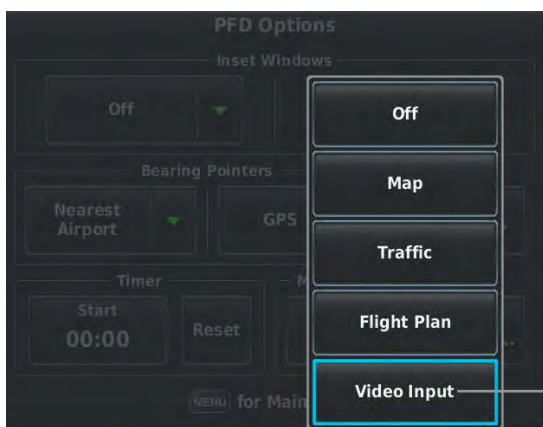 PFD Options
Inset Windows
Off
Off
Map
Bearing Pointers
Nearest
Airport
GPS
Traffic
Timer
Start
00:00
Reset
Flight Plan
Video Input
MENU for Main